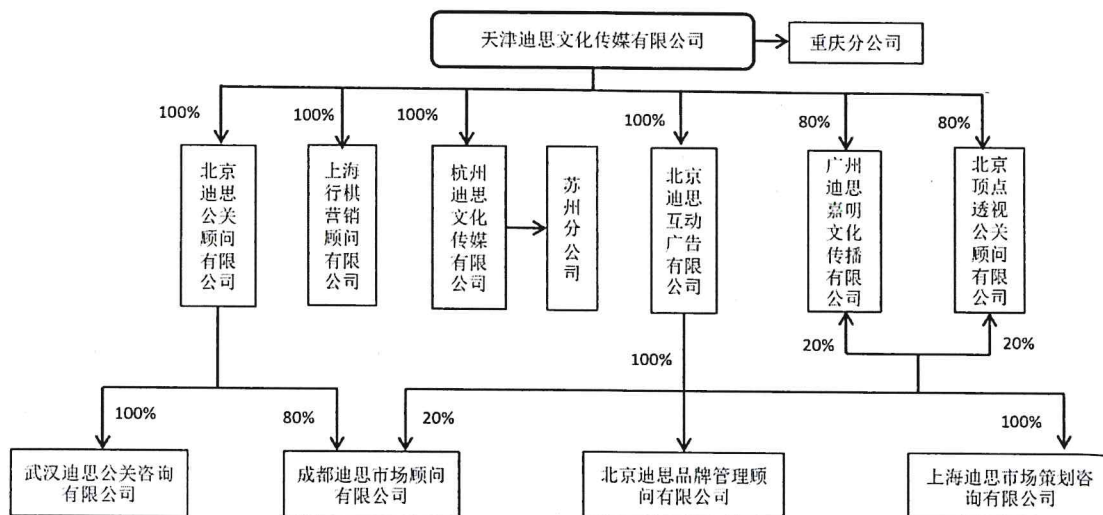 天津迪思文化传媒有限公司
重庆分公司
100%
100%
100%
100%
80%
80%
北京
迪思
公关
顾问
有限
公司
上海
行棋
营销
顾问
有限
公司
杭州
迪思
文化
传媒
有限
公司
苏
州
分
公
司
北京
迪思
互动
广告
有限
公司
广州
迪思
嘉明
文化
传播
有限
公司
北京
顶点
透视
公关
顾问
有限
公司
20%
20%
100%
100%
80%
20%
100%
武汉迪思公关咨询
有限公司
成都迪思市场顾问
有限公司
北京迪思品牌管理顾
问有限公司
上海迪思市场策划咨
询有限公司